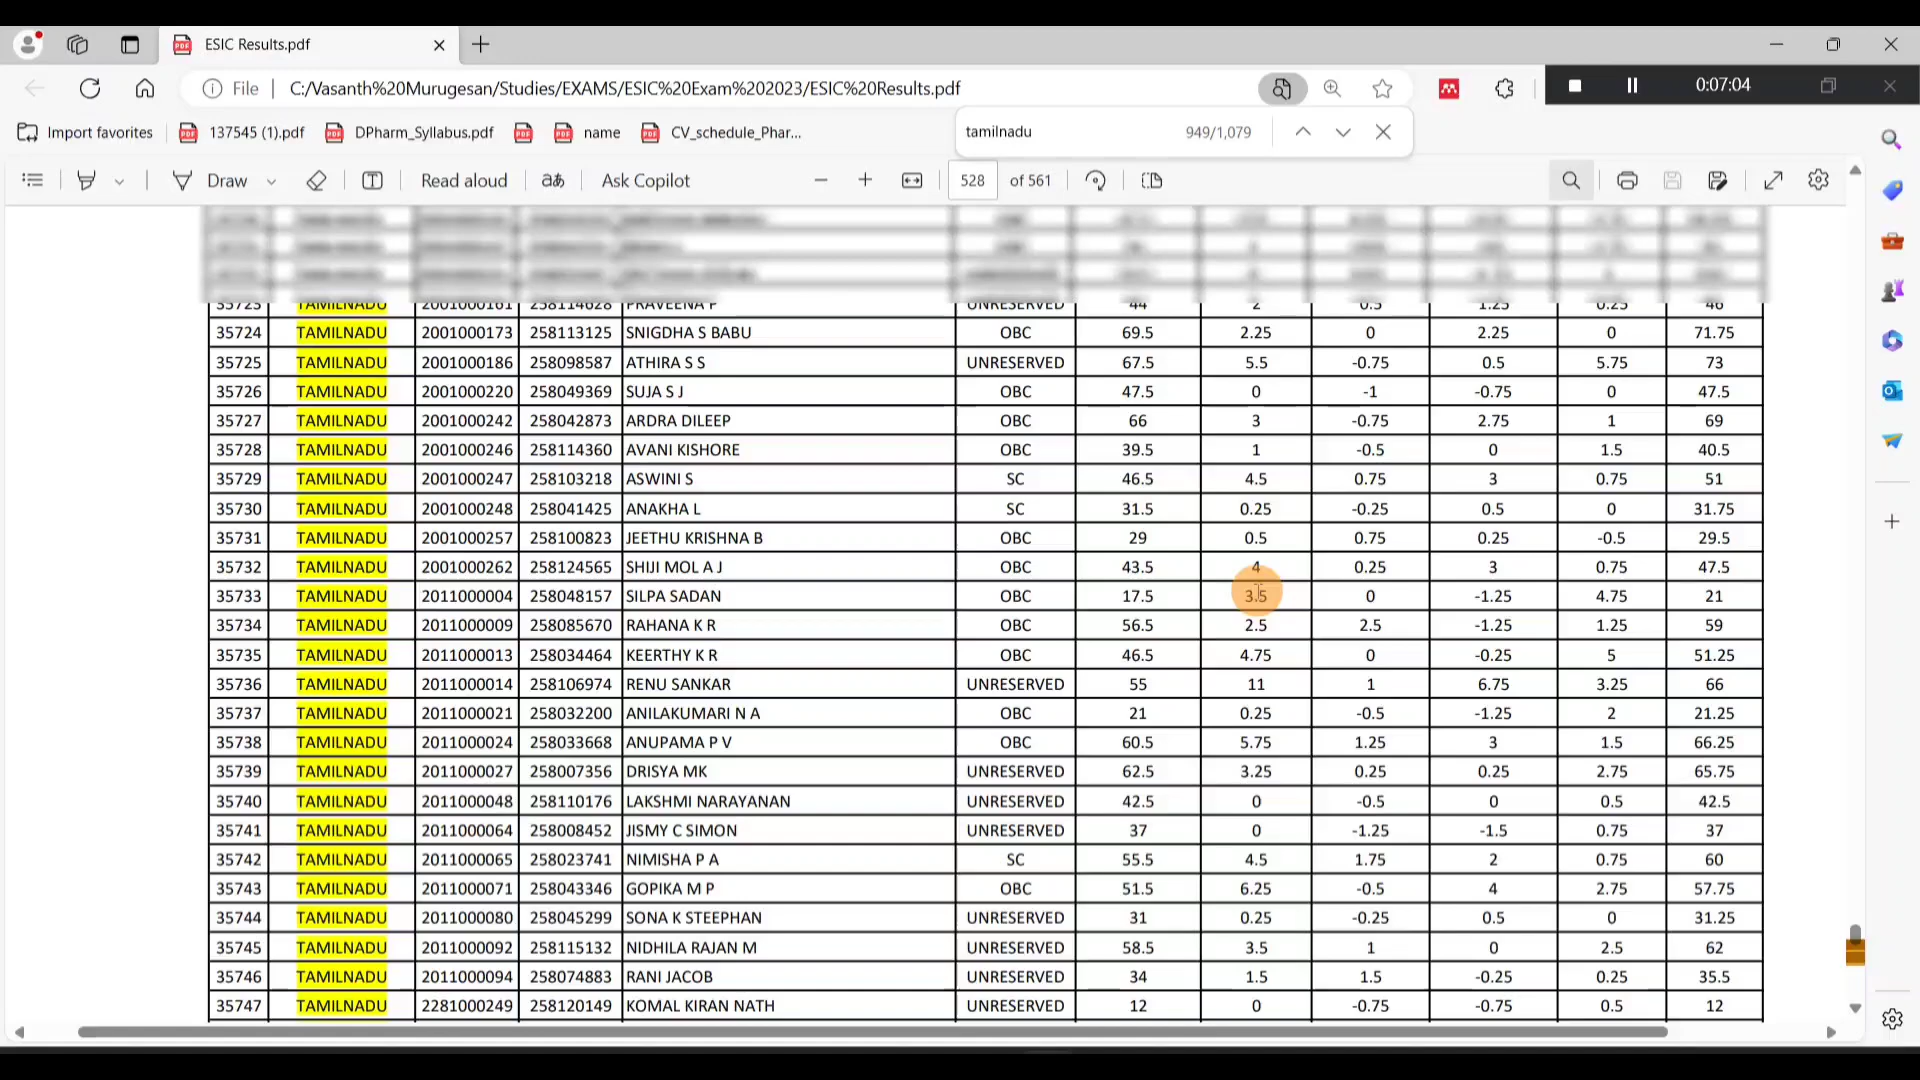 ESIC Results.pdf
File C:/Vasanth%20Murugesan/Studies/EXAMS/ESIC%20Exam%202023/ESIC%20Results.pdf
0:07:04
Import favorites 137545 (1).pdf DPharm_Syllabus.pdf name CV_schedule_Phar...
tamilnadu 949/1,079
Draw Read aloud aあ Ask Copilot 528 of 561
35723 TAMILNADU 2001000161 258114628 PRAVEENA P UNRESERVED 44 2 0.5 1.25 0.25 46
35724 TAMILNADU 2001000173 258113125 SNIGDHA S BABU OBC 69.5 2.25 0 2.25 0 71.75
35725 TAMILNADU 2001000186 258098587 ATHIRA S S UNRESERVED 67.5 5.5 -0.75 0.5 5.75 73
35726 TAMILNADU 2001000220 258049369 SUJA S J OBC 47.5 0 -1 -0.75 0 47.5
35727 TAMILNADU 2001000242 258042873 ARDRA DILEEP OBC 66 3 -0.75 2.75 1 69
35728 TAMILNADU 2001000246 258114360 AVANI KISHORE OBC 39.5 1 -0.5 0 1.5 40.5
35729 TAMILNADU 2001000247 258103218 ASWINI S SC 46.5 4.5 0.75 3 0.75 51
35730 TAMILNADU 2001000248 258041425 ANAKHA L SC 31.5 0.25 -0.25 0.5 0 31.75
35731 TAMILNADU 2001000257 258100823 JEETHU KRISHNA B OBC 29 0.5 0.75 0.25 -0.5 29.5
35732 TAMILNADU 2001000262 258124565 SHIJI MOL A J OBC 43.5 4 0.25 3 0.75 47.5
35733 TAMILNADU 2011000004 258048157 SILPA SADAN OBC 17.5 3.5 0 -1.25 4.75 21
35734 TAMILNADU 2011000009 258085670 RAHANA K R OBC 56.5 2.5 2.5 -1.25 1.25 59
35735 TAMILNADU 2011000013 258034464 KEERTHY K R OBC 46.5 4.75 0 -0.25 5 51.25
35736 TAMILNADU 2011000014 258106974 RENU SANKAR UNRESERVED 55 11 1 6.75 3.25 66
35737 TAMILNADU 2011000021 258032200 ANILAKUMARI N A OBC 21 0.25 -0.5 -1.25 2 21.25
35738 TAMILNADU 2011000024 258033668 ANUPAMA P V OBC 60.5 5.75 1.25 3 1.5 66.25
35739 TAMILNADU 2011000027 258007356 DRISYA MK UNRESERVED 62.5 3.25 0.25 0.25 2.75 65.75
35740 TAMILNADU 2011000048 258110176 LAKSHMI NARAYANAN UNRESERVED 42.5 0 -0.5 0 0.5 42.5
35741 TAMILNADU 2011000064 258008452 JISMY C SIMON UNRESERVED 37 0 -1.25 -1.5 0.75 37
35742 TAMILNADU 2011000065 258023741 NIMISHA P A SC 55.5 4.5 1.75 2 0.75 60
35743 TAMILNADU 2011000071 258043346 GOPIKA M P OBC 51.5 6.25 -0.5 4 2.75 57.75
35744 TAMILNADU 2011000080 258045299 SONA K STEEPHAN UNRESERVED 31 0.25 -0.25 0.5 0 31.25
35745 TAMILNADU 2011000092 258115132 NIDHILA RAJAN M UNRESERVED 58.5 3.5 1 0 2.5 62
35746 TAMILNADU 2011000094 258074883 RANI JACOB UNRESERVED 34 1.5 1.5 -0.25 0.25 35.5
35747 TAMILNADU 2281000249 258120149 KOMAL KIRAN NATH UNRESERVED 12 0 -0.75 -0.75 0.5 12